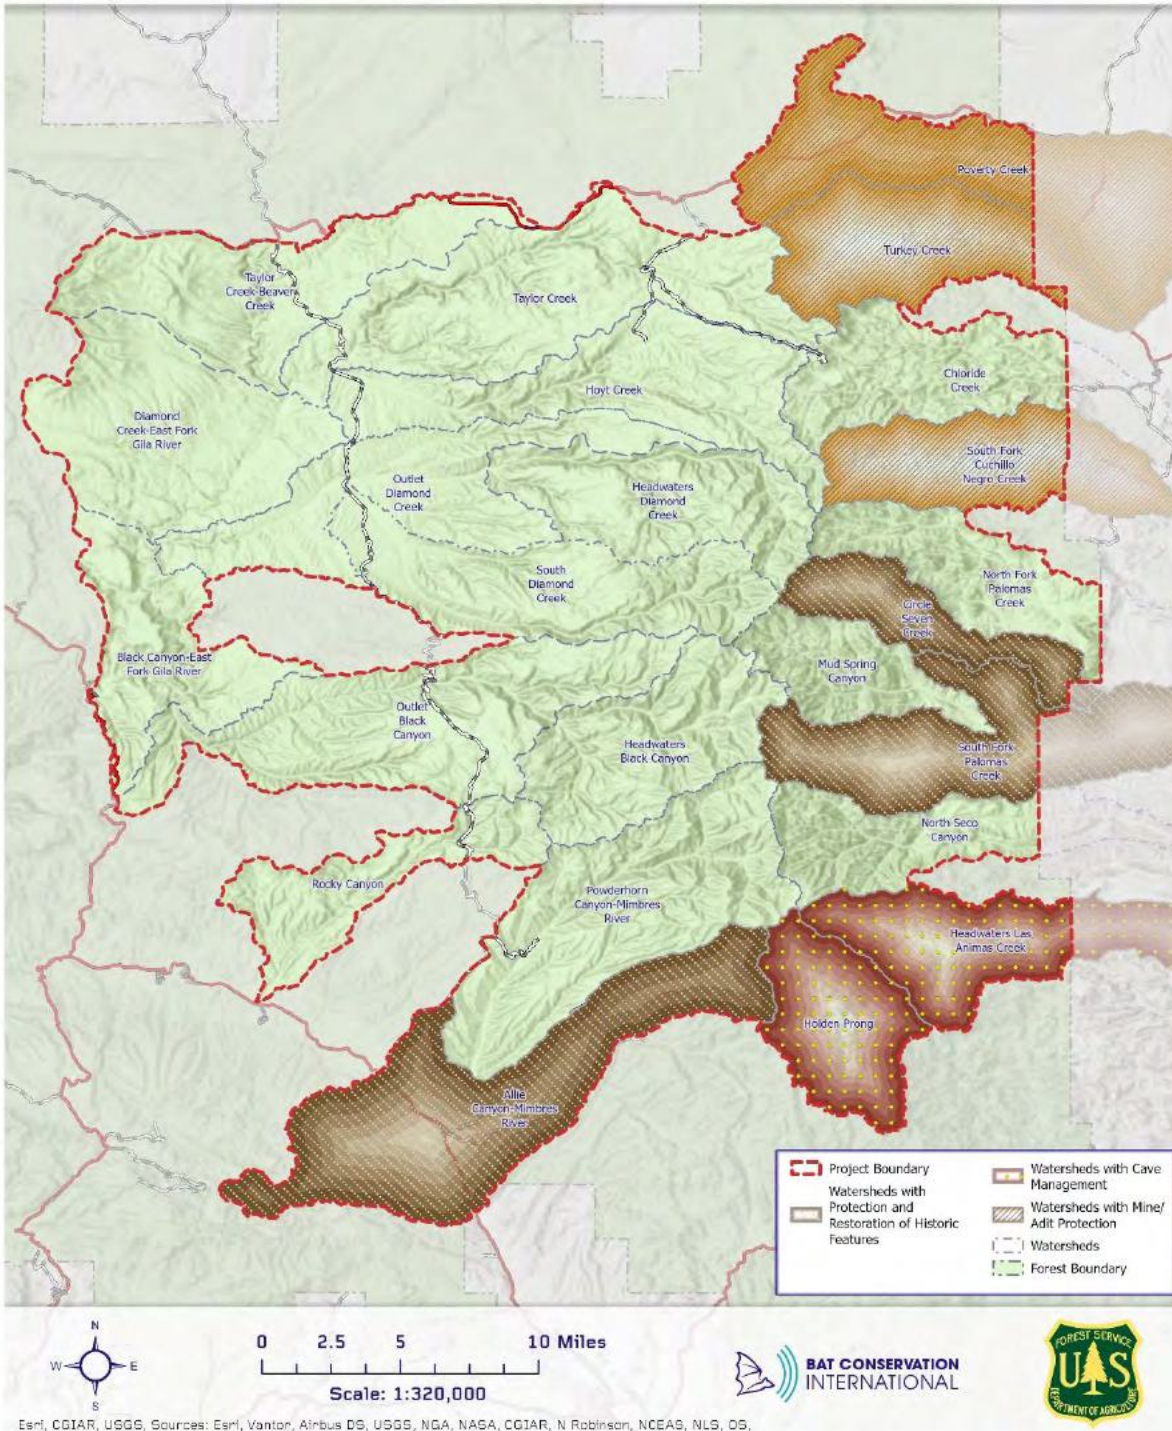 Poverty Creek
Turkey Creek
Taylor
Creek-Beaver
Creek
Taylor Creek
Chloride
Creek
Hoyt Creek
Diamond
Creek-East Fork
Gila River
South Fork
Cuchillo
Negro Creek
Outlet
Diamond
Creek
Headwaters
Diamond
Creek
South
Diamond
Creek
North Fork
Palomas
Creek
Circle
Seven
Creek
Black Canyon-East
Fork Gila River
Mud Spring
Canyon
Outlet
Black
Canyon
Headwaters
Black Canyon
South Fork
Palomas
Creek
North Seco
Canyon
Rocky Canyon
Powderhorn
Canyon-Mimbres
River
Headwaters Las
Animas Creek
Holden Prong
Allie
Canyon-Mimbres
River
Project Boundary
Watersheds with
Protection and
Restoration of Historic
Features
Watersheds with Cave
Management
Watersheds with Mine/
Adit Protection
Watersheds
Forest Boundary
N
W E
S
0 2.5 5 10 Miles
Scale: 1:320,000
BAT CONSERVATION
INTERNATIONAL
FOREST SERVICE
U S
DEPARTMENT OF AGRICULTURE
Esri, CGIAR, USGS, Sources: Esri, Vantor, Airbus DS, USGS, NGA, NASA, CGIAR, N Robinson, NCEAS, NLS, OS,